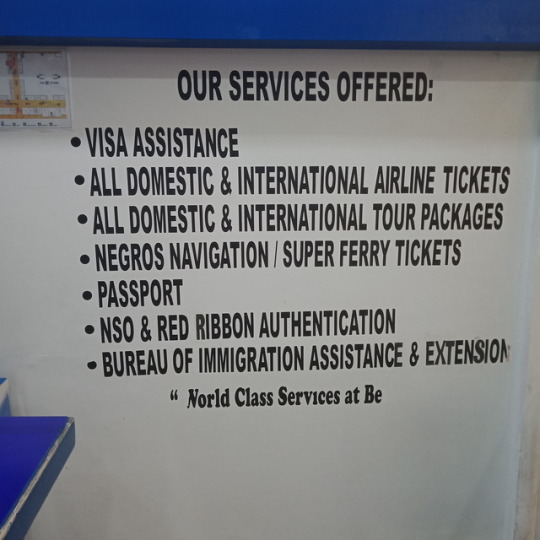 OUR SERVICES OFFERED:
• VISA ASSISTANCE
• ALL DOMESTIC & INTERNATIONAL AIRLINE TICKETS
• ALL DOMESTIC & INTERNATIONAL TOUR PACKAGES
• NEGROS NAVIGATION / SUPER FERRY TICKETS
• PASSPORT
• NSO & RED RIBBON AUTHENTICATION
• BUREAU OF IMMIGRATION ASSISTANCE & EXTENSION
“ World Class Services at Be